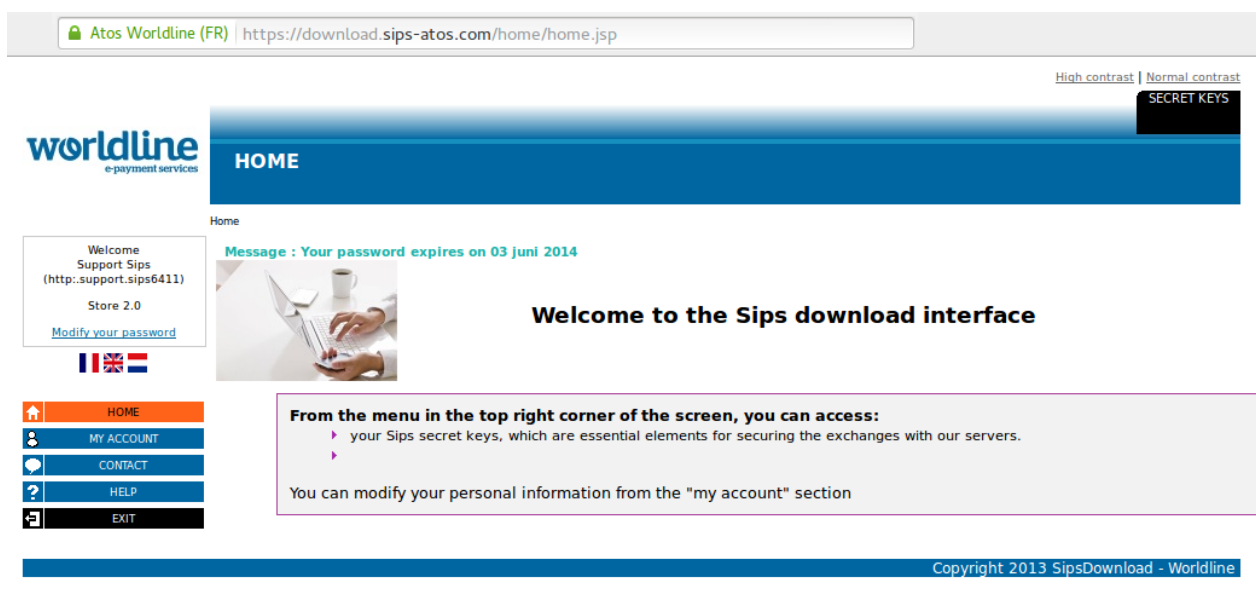 Atos Worldline (FR) https://download.sips-atos.com/home/home.jsp
High contrast | Normal contrast
SECRET KEYS
worldline
e-payment services
HOME
Home
Welcome
Support Sips
(http:.support.sips6411)
Store 2.0
Modify your password
Message : Your password expires on 03 juni 2014
Welcome to the Sips download interface
HOME
MY ACCOUNT
CONTACT
HELP
EXIT
From the menu in the top right corner of the screen, you can access:
your Sips secret keys, which are essential elements for securing the exchanges with our servers.
You can modify your personal information from the "my account" section
Copyright 2013 SipsDownload - Worldline